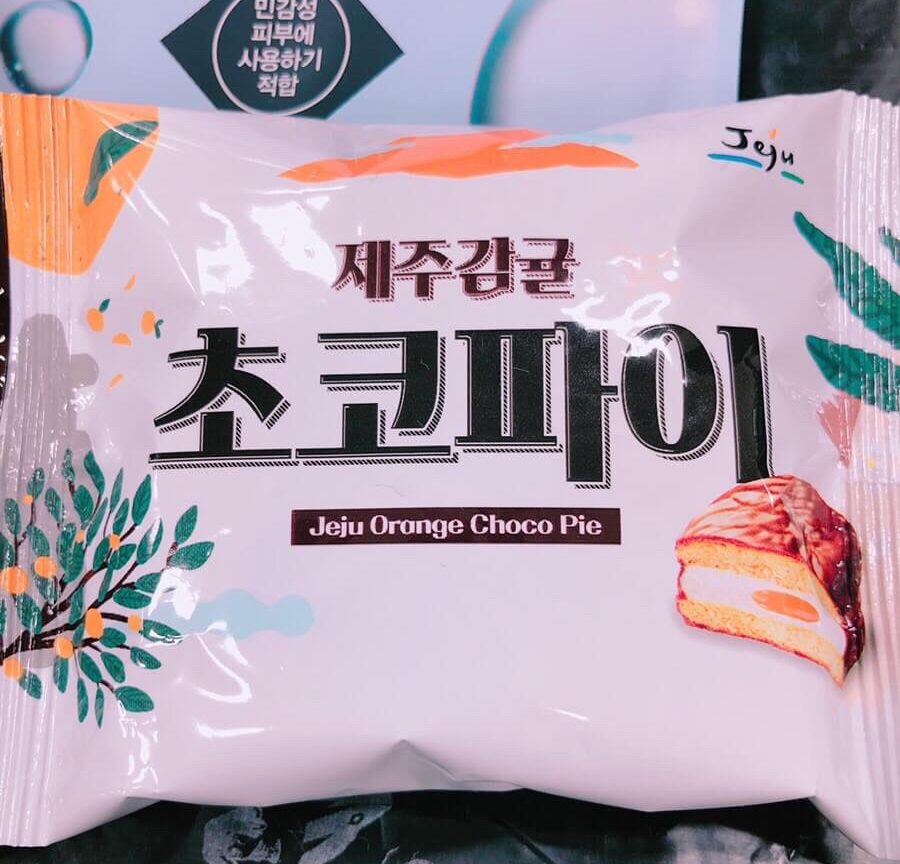 민감성
피부에
사용하기
적합
Jeju
제주감귤
초코파이
Jeju Orange Choco Pie